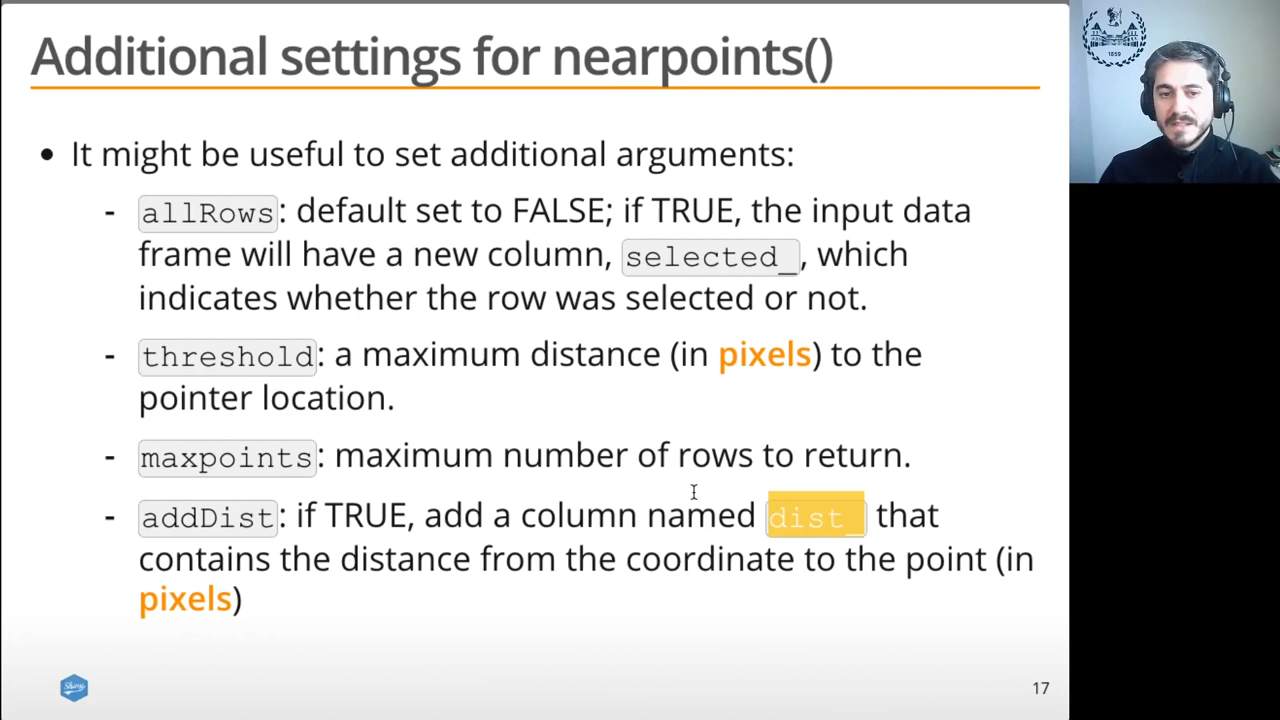 Additional settings for nearpoints()
• It might be useful to set additional arguments:
- allRows: default set to FALSE; if TRUE, the input data
frame will have a new column, selected_, which
indicates whether the row was selected or not.
- threshold: a maximum distance (in pixels) to the
pointer location.
- maxpoints: maximum number of rows to return.
- addDist: if TRUE, add a column named dist_ that
contains the distance from the coordinate to the point (in
pixels)
Shiny
17
1859